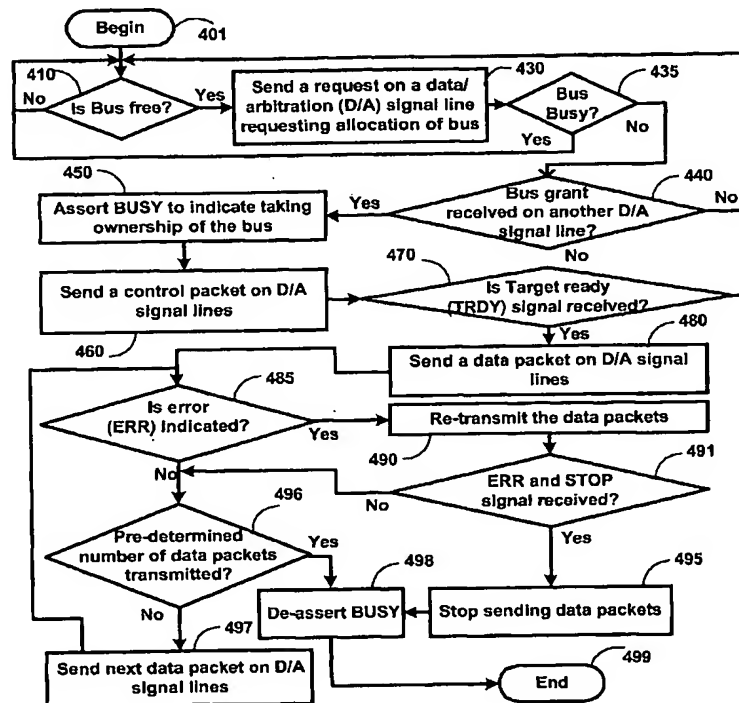 Begin
401
410
Is Bus free?
No
Yes
430
Send a request on a data/
arbitration (D/A) signal line
requesting allocation of bus
435
Bus
Busy?
Yes
No
440
Bus grant
received on another D/A
signal line?
Yes
No
No
450
Assert BUSY to indicate taking
ownership of the bus
Send a control packet on D/A
signal lines
460
470
Is Target ready
(TRDY) signal received?
Yes
480
Send a data packet on D/A signal
lines
485
Is error
(ERR) indicated?
Yes
No
Re-transmit the data packets
490
491
ERR and STOP
signal received?
No
Yes
496
Pre-determined
number of data packets
transmitted?
Yes
No
495
Stop sending data packets
498
De-assert BUSY
497
Send next data packet on D/A
signal lines
499
End